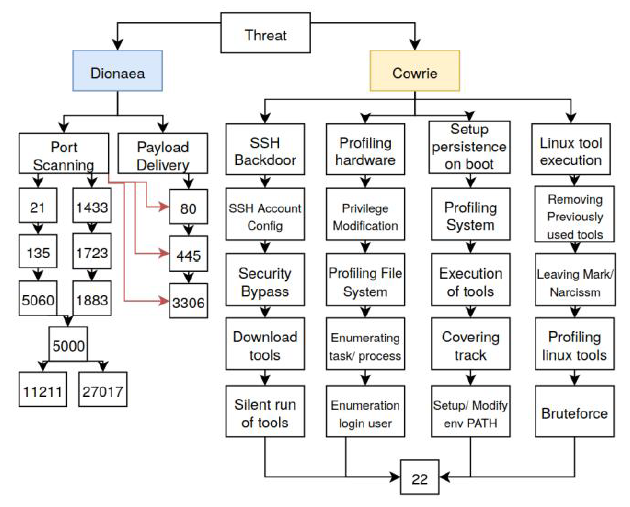 Threat
Dionaea
Cowrie
Port
Scanning
Payload
Delivery
21
1433
80
135
1723
445
5060
1883
3306
5000
11211
27017
SSH
Backdoor
Profiling
hardware
Setup
persistence
on boot
Linux tool
execution
SSH Account
Config
Privilege
Modification
Profiling
System
Removing
Previously
used tools
Security
Bypass
Profiling File
System
Execution
of tools
Leaving Mark/
Narcissm
Download
tools
Enumerating
task/ process
Covering
track
Profiling
linux tools
Silent run
of tools
Enumeration
login user
Setup/ Modify
env PATH
Bruteforce
22